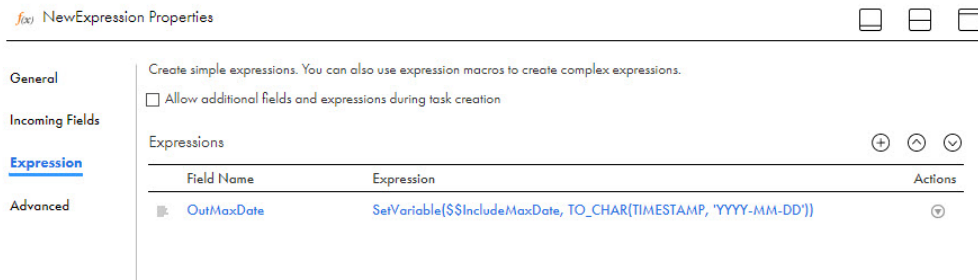 f(x) NewExpression Properties
General
Incoming Fields
Expression
Advanced
Create simple expressions. You can also use expression macros to create complex expressions.
Allow additional fields and expressions during task creation
Expressions
Field Name Expression Actions
OutMaxDate SetVariable($$IncludeMaxDate, TO_CHAR(TIMESTAMP, 'YYYY-MM-DD'))